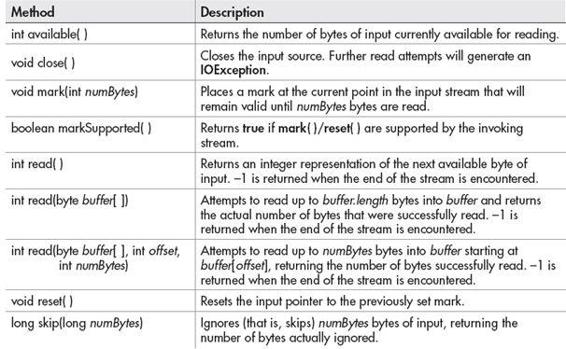 Method Description
int available( ) Returns the number of bytes of input currently available for reading.
void close( ) Closes the input source. Further read attempts will generate an
IOException.
void mark(int numBytes) Places a mark at the current point in the input stream that will
remain valid until numBytes bytes are read.
boolean markSupported( ) Returns true if mark( )/reset( ) are supported by the invoking
stream.
int read( ) Returns an integer representation of the next available byte of
input. –1 is returned when the end of the stream is encountered.
int read(byte buffer[ ]) Attempts to read up to buffer.length bytes into buffer and returns
the actual number of bytes that were successfully read. –1 is
returned when the end of the stream is encountered.
int read(byte buffer[ ], int offset, Attempts to read up to numBytes bytes into buffer starting at
int numBytes) buffer[offset], returning the number of bytes successfully read. –1 is
returned when the end of the stream is encountered.
void reset( ) Resets the input pointer to the previously set mark.
long skip(long numBytes) Ignores (that is, skips) numBytes bytes of input, returning the
number of bytes actually ignored.